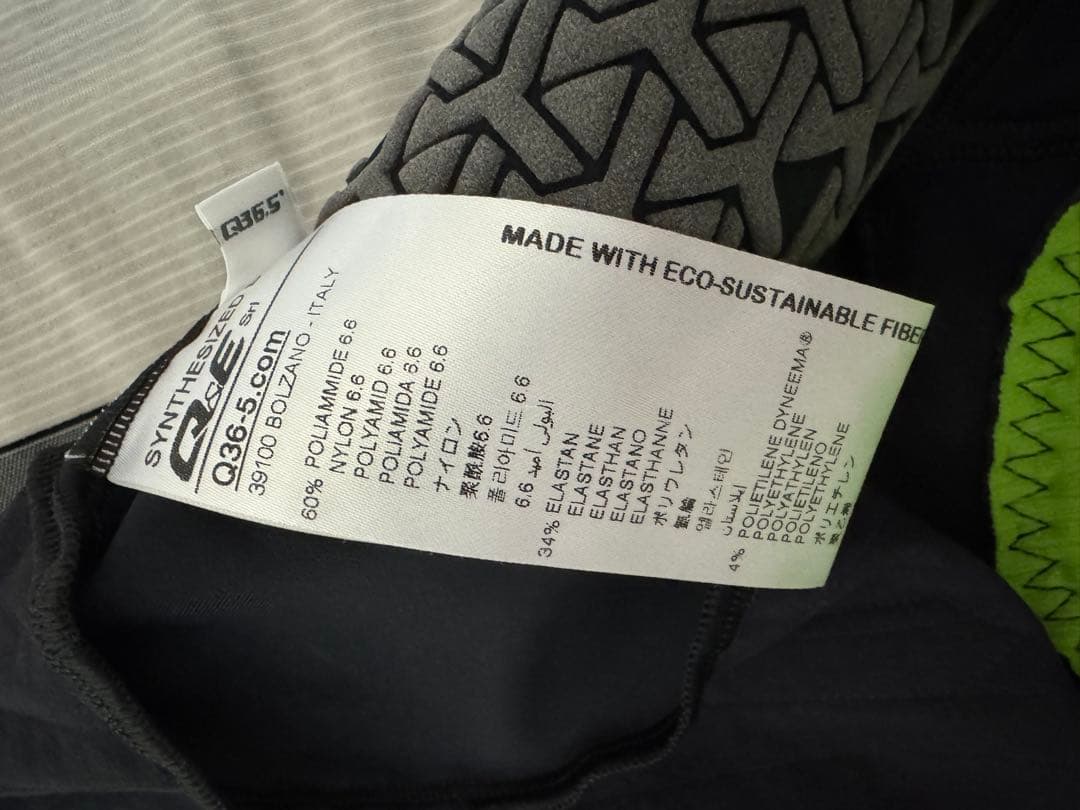 Q36.5®
MADE WITH ECO-SUSTAINABLE FIBE
SYNTHESIZED
Q&E Srl
Q36-5.com
39100 BOLZANO - ITALY
60% POLIAMMIDE 6.6
NYLON 6.6
POLYAMID 6.6
POLIAMIDA 6.6
POLYAMIDE 6.6
ナイロン
聚酰胺6.6
폴리아미드 6.6
6.6 البولي أميد
34% ELASTAN
ELASTANE
ELASTHAN
ELASTANO
ELASTHANNE
ポリウレタン
氨纶
엘라스테인
إيلاستان
4% POLIETILENE DYNEEMA®
POLYETHYLENE
POLYATHYLEN
POLIETILENO
POLYETHYLENE
ポリエチレン